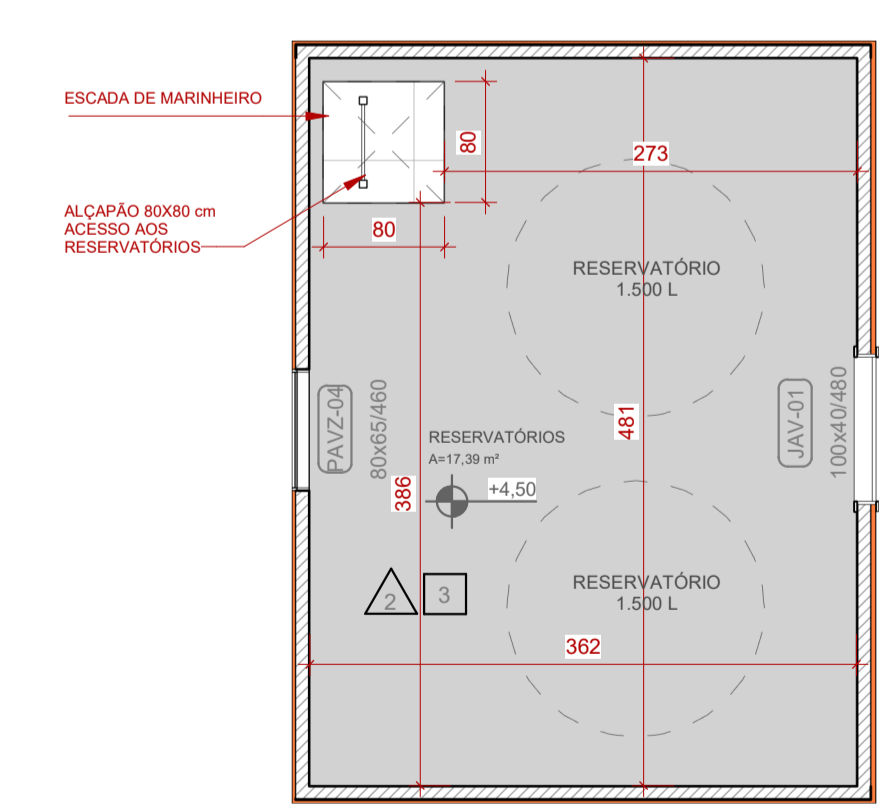 ESCADA DE MARINHEIRO
ALÇAPÃO 80X80 cm
ACESSO AOS
RESERVATÓRIOS
80
80
273
RESERVATÓRIO
1.500 L
PAVZ-04
80x65/460
JAV-01
100x40/480
481
RESERVATÓRIOS
A=17,39 m²
+4,50
386
2
3
RESERVATÓRIO
1.500 L
362